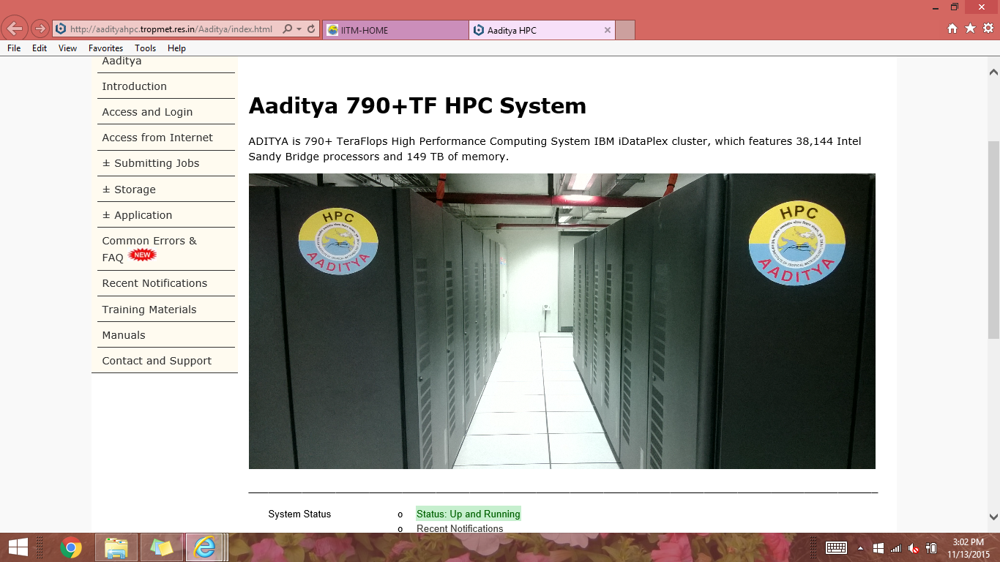 http://aadityahpc.tropmet.res.in/Aaditya/index.html
IITM-HOME
Aaditya HPC
File Edit View Favorites Tools Help
Aaditya
Introduction
Access and Login
Access from Internet
± Submitting Jobs
± Storage
± Application
Common Errors &
FAQ NEW
Recent Notifications
Training Materials
Manuals
Contact and Support
Aaditya 790+TF HPC System
ADITYA is 790+ TeraFlops High Performance Computing System IBM iDataPlex cluster, which features 38,144 Intel
Sandy Bridge processors and 149 TB of memory.
HPC
AADITYA
HPC
AADITYA
System Status
o Status: Up and Running
o Recent Notifications
3:02 PM
11/13/2015